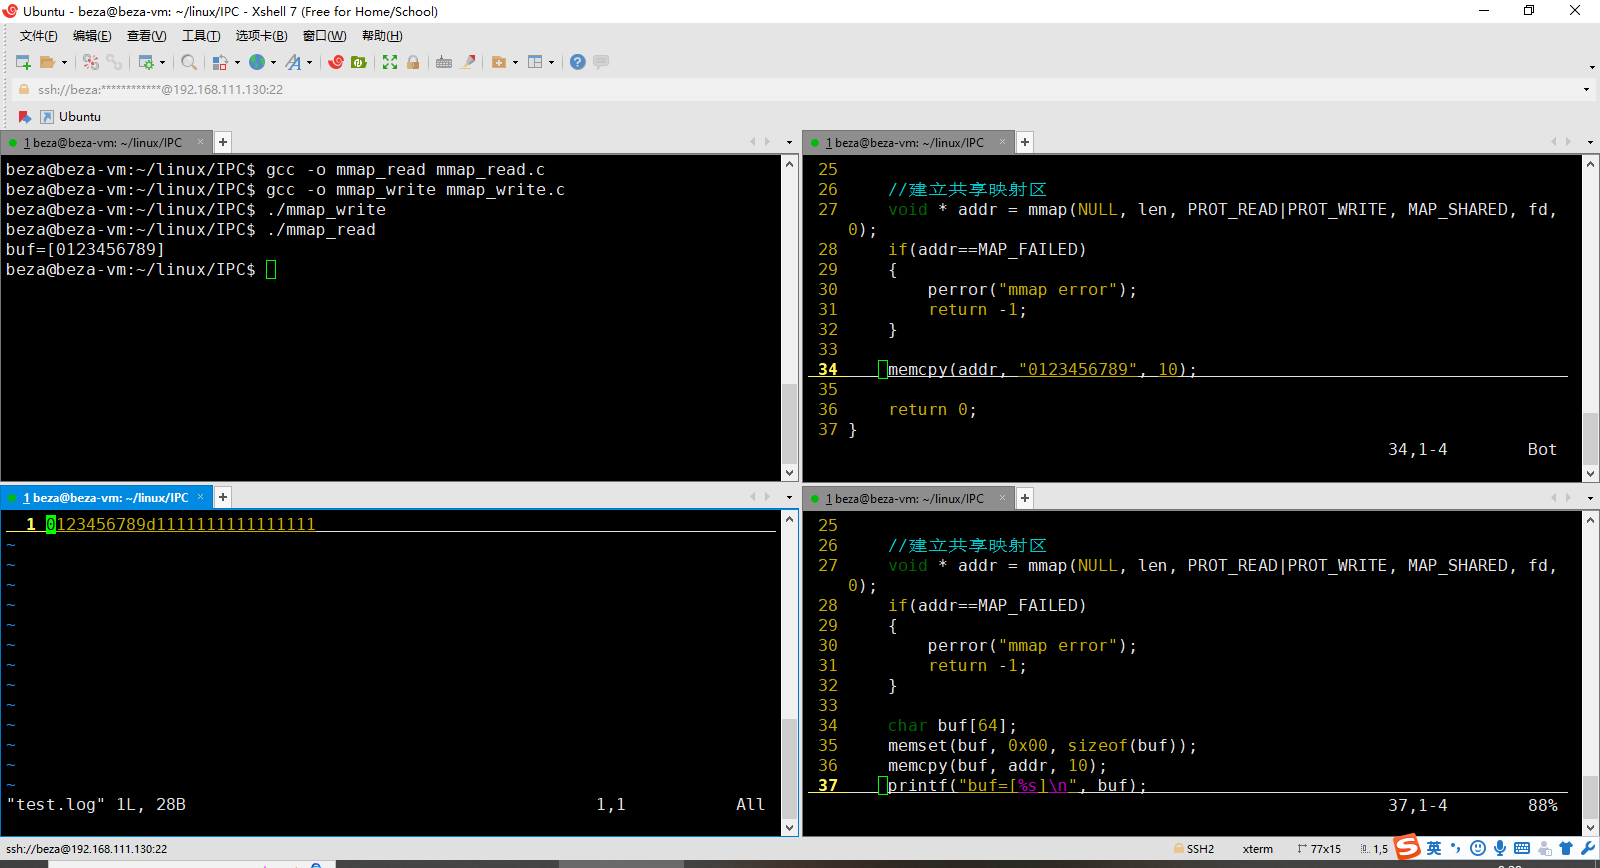 Ubuntu - beza@beza-vm: ~/linux/IPC - Xshell 7 (Free for Home/School)
文件(F) 编辑(E) 查看(V) 工具(T) 选项卡(B) 窗口(W) 帮助(H)
ssh://beza:************@192.168.111.130:22
Ubuntu
1 beza@beza-vm: ~/linux/IPC
beza@beza-vm:~/linux/IPC$ gcc -o mmap_read mmap_read.c
beza@beza-vm:~/linux/IPC$ gcc -o mmap_write mmap_write.c
beza@beza-vm:~/linux/IPC$ ./mmap_write
beza@beza-vm:~/linux/IPC$ ./mmap_read
buf=[0123456789]
beza@beza-vm:~/linux/IPC$
1 beza@beza-vm: ~/linux/IPC
25
26 //建立共享映射区
27 void * addr = mmap(NULL, len, PROT_READ|PROT_WRITE, MAP_SHARED, fd,
0);
28 if(addr==MAP_FAILED)
29 {
30 perror("mmap error");
31 return -1;
32 }
33
34 memcpy(addr, "0123456789", 10);
35
36 return 0;
37 }
34,1-4 Bot
1 beza@beza-vm: ~/linux/IPC
1 0123456789d1111111111111111
~
~
~
~
~
~
~
~
~
~
~
~
~
"test.log" 1L, 28B 1,1 All
1 beza@beza-vm: ~/linux/IPC
25
26 //建立共享映射区
27 void * addr = mmap(NULL, len, PROT_READ|PROT_WRITE, MAP_SHARED, fd,
0);
28 if(addr==MAP_FAILED)
29 {
30 perror("mmap error");
31 return -1;
32 }
33
34 char buf[64];
35 memset(buf, 0x00, sizeof(buf));
36 memcpy(buf, addr, 10);
37 printf("buf=[%s]\n", buf);
37,1-4 88%
ssh://beza@192.168.111.130:22 SSH2 xterm 77x15 1,5 英